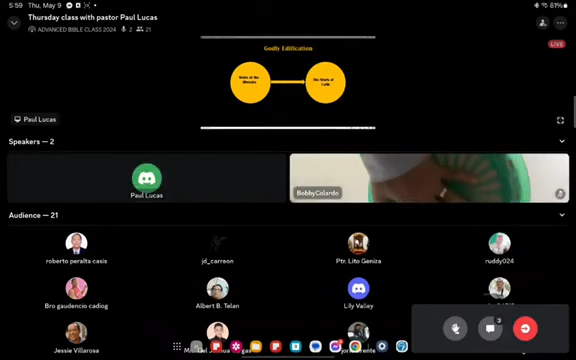 5:59 Thu, May 9
81%
Thursday class with pastor Paul Lucas
ADVANCED BIBLE CLASS 2024 2 21
LIVE
Godly Edification
Work of the
Ministry
The Work of
Paul Lucas
Speakers — 2
Paul Lucas
BobbyColardo
Audience — 21
roberto peralta casis
jd_carreon
Ptr. Lito Geniza
ruddy024
Bro gaudencio cadiog
Albert B. Telan
Lily Valley
3
Jessie Villarosa